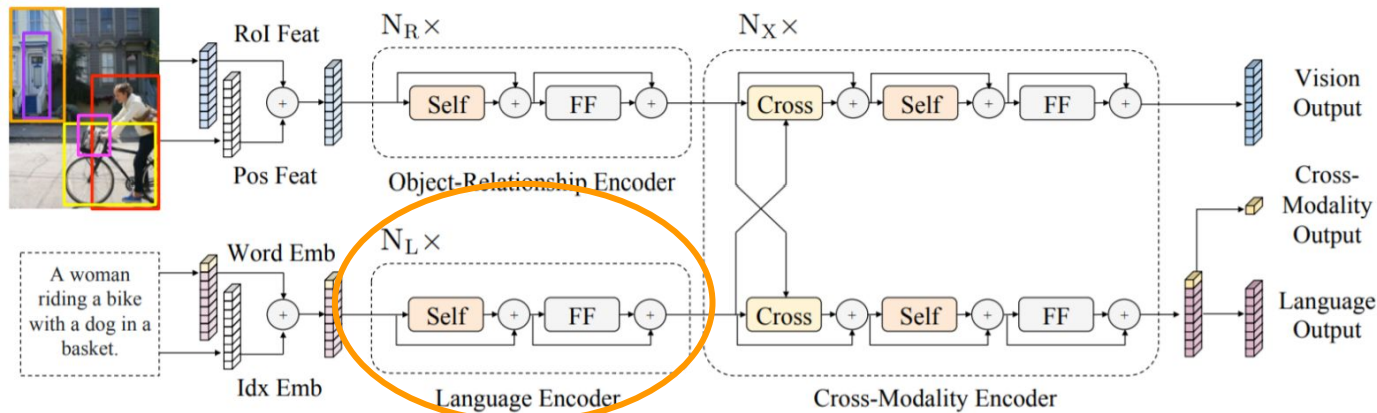 RoI Feat
Pos Feat
+
N_R ×
Self
+
FF
+
Object-Relationship Encoder
N_X ×
Cross
+
Self
+
FF
+
Vision
Output
Cross-
Modality
Output
A woman
riding a bike
with a dog in a
basket.
Word Emb
+
Idx Emb
N_L ×
Self
+
FF
+
Language Encoder
Cross
+
Self
+
FF
+
Cross-Modality Encoder
Language
Output